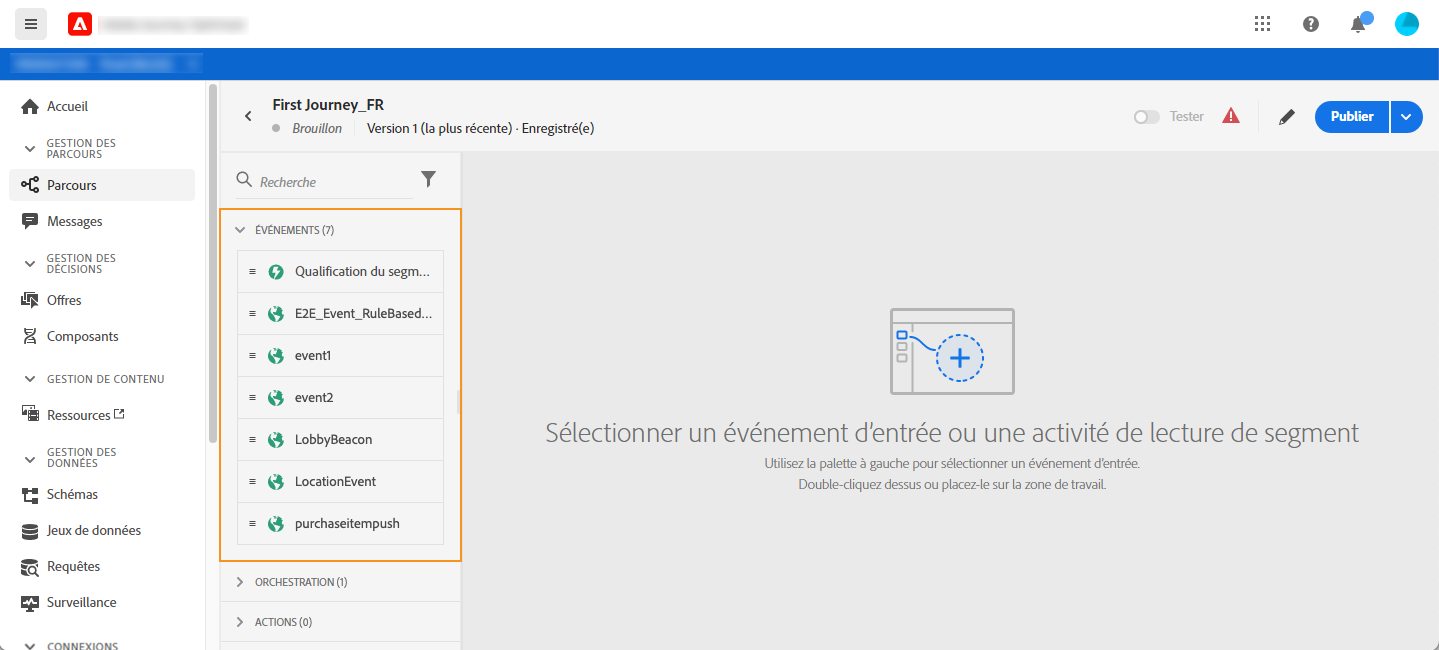 Accueil
GESTION DES
PARCOURS
Parcours
Messages
GESTION DES
DÉCISIONS
Offres
Composants
GESTION DE CONTENU
Ressources
GESTION DES
DONNÉES
Schémas
Jeux de données
Requêtes
Surveillance
CONNEXIONS
First Journey_FR
Brouillon
Version 1 (la plus récente) · Enregistré(e)
Tester
Publier
Recherche
ÉVÉNEMENTS (7)
Qualification du segm...
E2E_Event_RuleBased...
event1
event2
LobbyBeacon
LocationEvent
purchaseitempush
ORCHESTRATION (1)
ACTIONS (0)
Sélectionner un événement d’entrée ou une activité de lecture de segment
Utilisez la palette à gauche pour sélectionner un événement d’entrée.
Double-cliquez dessus ou placez-le sur la zone de travail.